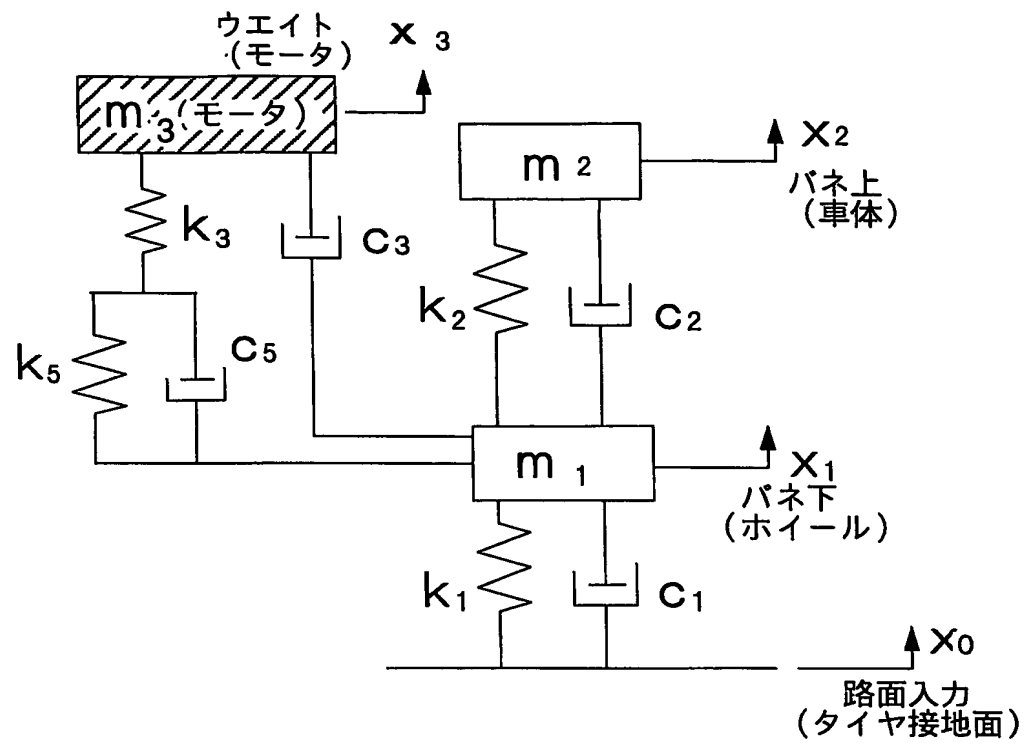 ウエイト
(モータ)
x 3
m 3 (モータ)
k3
c3
k5
c5
m 2
x2
バネ上
(車体)
k2
c2
m 1
x1
バネ下
(ホイール)
k1
c1
x0
路面入力
(タイヤ接地面)